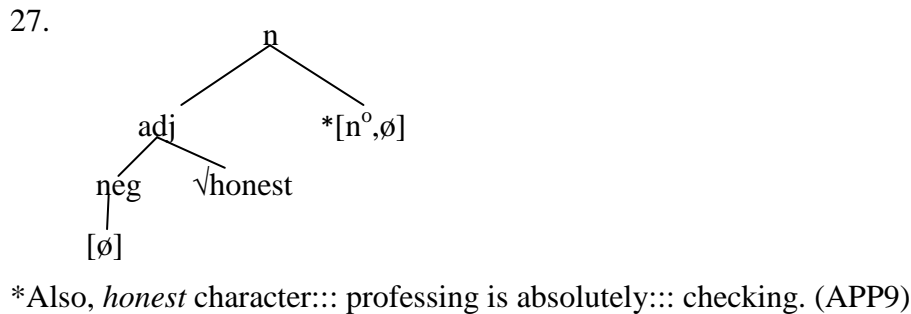 27.
n
adj *[nº,ø]
neg √honest
[ø]
*Also, honest character::: professing is absolutely::: checking. (APP9)